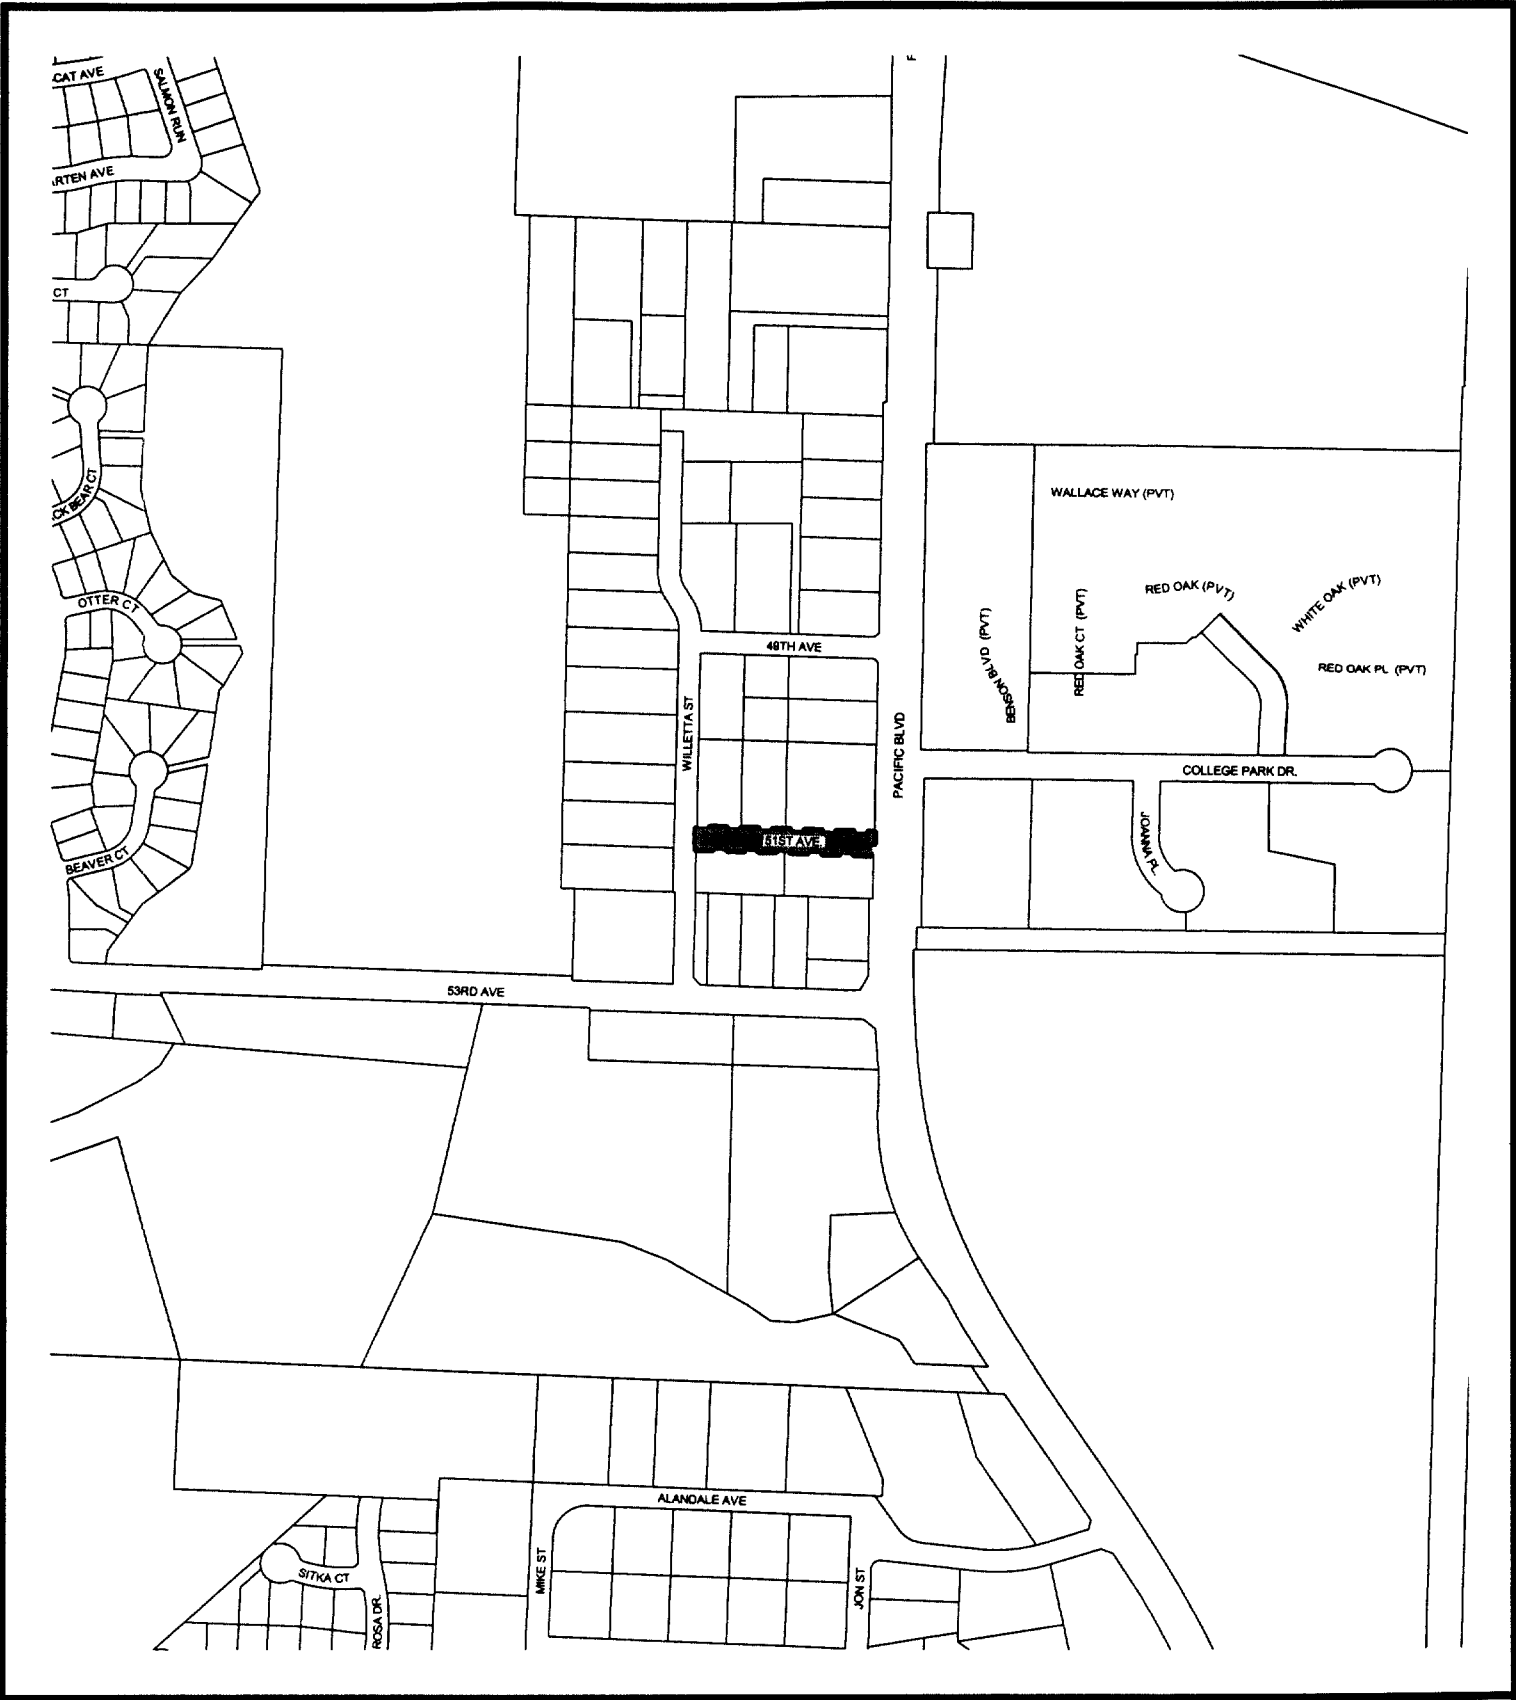 CAT AVE
SALMON RUN
ARTEN AVE
CT
CK BEAR CT
WALLACE WAY (PVT)
RED OAK (PVT)
WHITE OAK (PVT)
OTTER CT
BENSON BLVD (PVT)
RED OAK CT (PVT)
49TH AVE
RED OAK PL (PVT)
WILLETTA ST
PACIFIC BLVD
COLLEGE PARK DR.
51ST AVE
JOANNA PL.
BEAVER CT
53RD AVE
ALANDALE AVE
MIKE ST
SITKA CT
JON ST
ROSA DR.